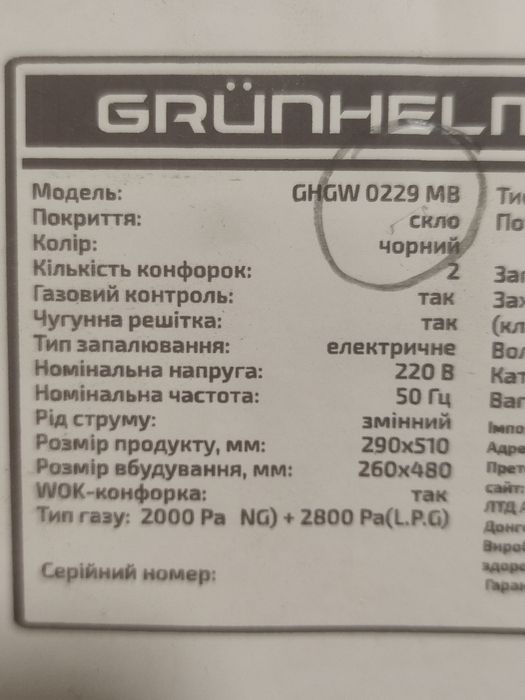 GRÜNHELM
Модель: GHGW 0229 MB
Покриття: скло
Колір: чорний
Кількість конфорок: 2
Газовий контроль: так
Чугунна решітка: так
Тип запалювання: електричне
Номінальна напруга: 220 В
Номінальна частота: 50 Гц
Рід струму: змінний
Розмір продукту, мм: 290x510
Розмір вбудування, мм: 260x480
WOK-конфорка: так
Тип газу: 2000 Pa NG) + 2800 Pa(L.P.G)
Серійний номер: